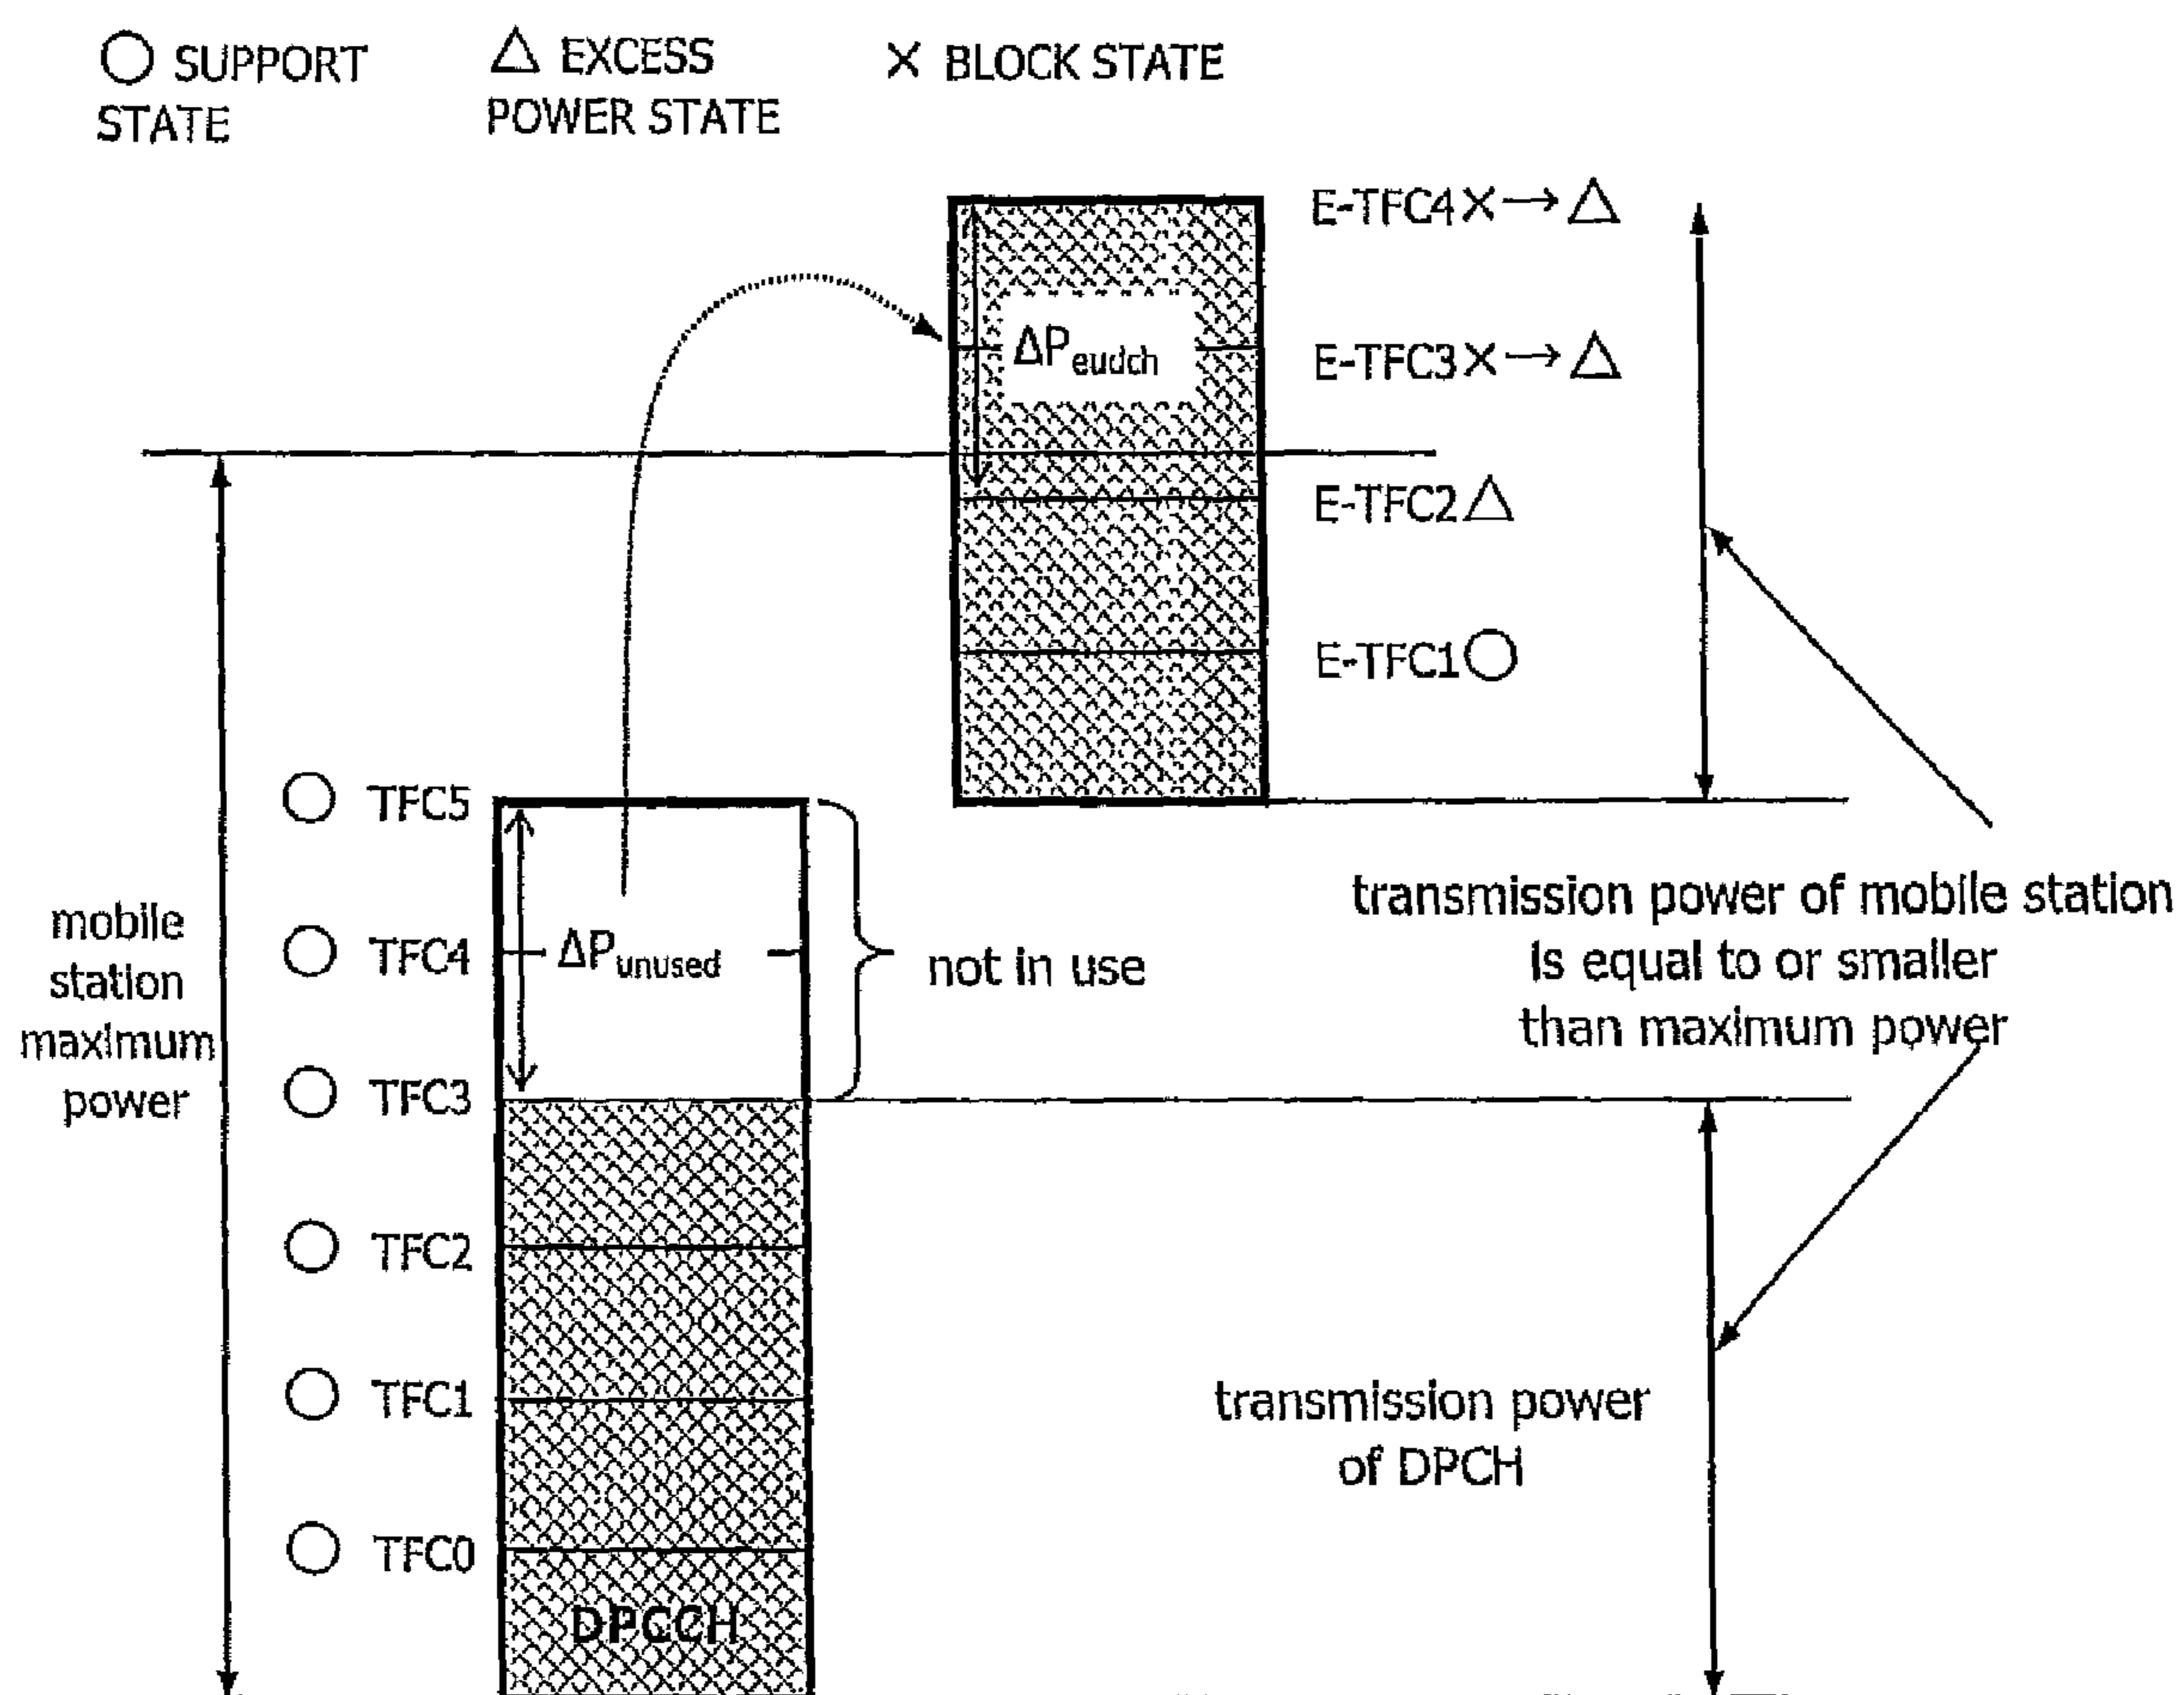 ○ SUPPORT
STATE
△ EXCESS
POWER STATE
× BLOCK STATE
E-TFC4×→△
ΔPeudch
E-TFC3×→△
E-TFC2△
E-TFC1○
○ TFC5
mobile
station
maximum
power
○ TFC4
ΔPunused
not in use
transmission power of mobile station
is equal to or smaller
than maximum power
○ TFC3
○ TFC2
○ TFC1
transmission power
of DPCH
○ TFC0
DPCCH